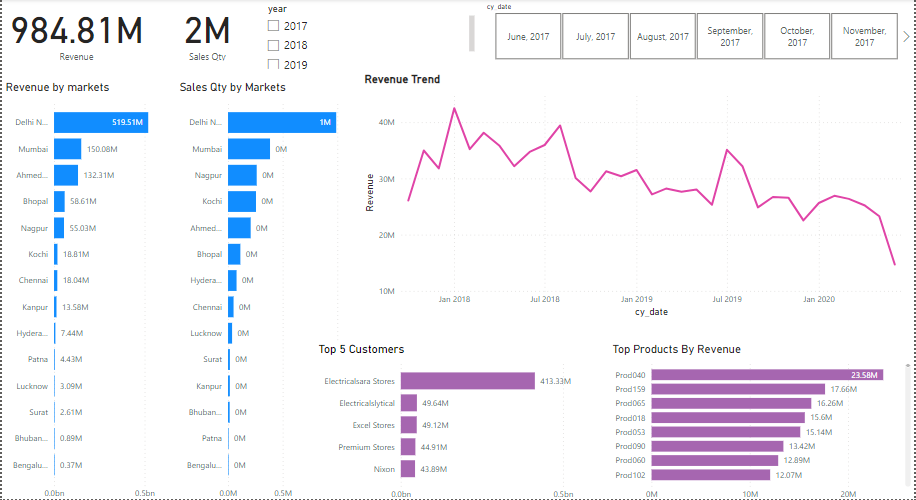 984.81M
Revenue
2M
Sales Qty
year
2017
2018
2019
cy_date
June, 2017
July, 2017
August, 2017
September,
2017
October,
2017
November,
2017
Revenue by markets
Delhi N... 519.51M
Mumbai 150.08M
Ahmed... 132.31M
Bhopal 58.61M
Nagpur 55.03M
Kochi 18.81M
Chennai 18.04M
Kanpur 13.58M
Hydera... 7.44M
Patna 4.43M
Lucknow 3.09M
Surat 2.61M
Bhuban... 0.89M
Bengalu... 0.37M
0.0bn 0.5bn
Sales Qty by Markets
Delhi N... 1M
Mumbai 0M
Nagpur 0M
Kochi 0M
Ahmed... 0M
Bhopal 0M
Hydera... 0M
Chennai 0M
Lucknow 0M
Surat 0M
Kanpur 0M
Bhuban... 0M
Patna 0M
Bengalu... 0M
0.0M 0.5M
Revenue Trend
Revenue
40M
30M
20M
10M
Jan 2018 Jul 2018 Jan 2019 Jul 2019 Jan 2020
cy_date
Top 5 Customers
Electricalsara Stores 413.33M
Electricalslytical 49.64M
Excel Stores 49.12M
Premium Stores 44.91M
Nixon 43.89M
0.0bn 0.5bn
Top Products By Revenue
Prod040 23.58M
Prod159 17.66M
Prod065 16.26M
Prod018 15.6M
Prod053 15.14M
Prod090 13.42M
Prod060 12.89M
Prod102 12.07M
0M 10M 20M